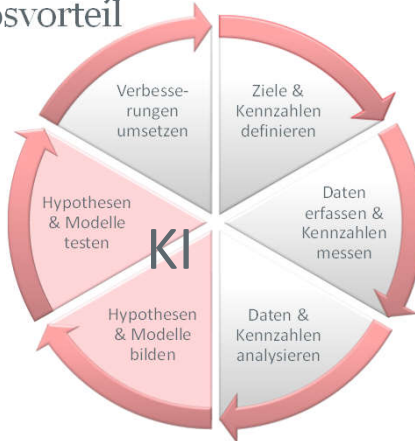 Ziele &
Kennzahlen
definieren
Daten
erfassen &
Kennzahlen
messen
Daten &
Kennzahlen
analysieren
Hypothesen
& Modelle
bilden
Hypothesen
& Modelle
testen
Verbesse-
rungen
umsetzen
KI